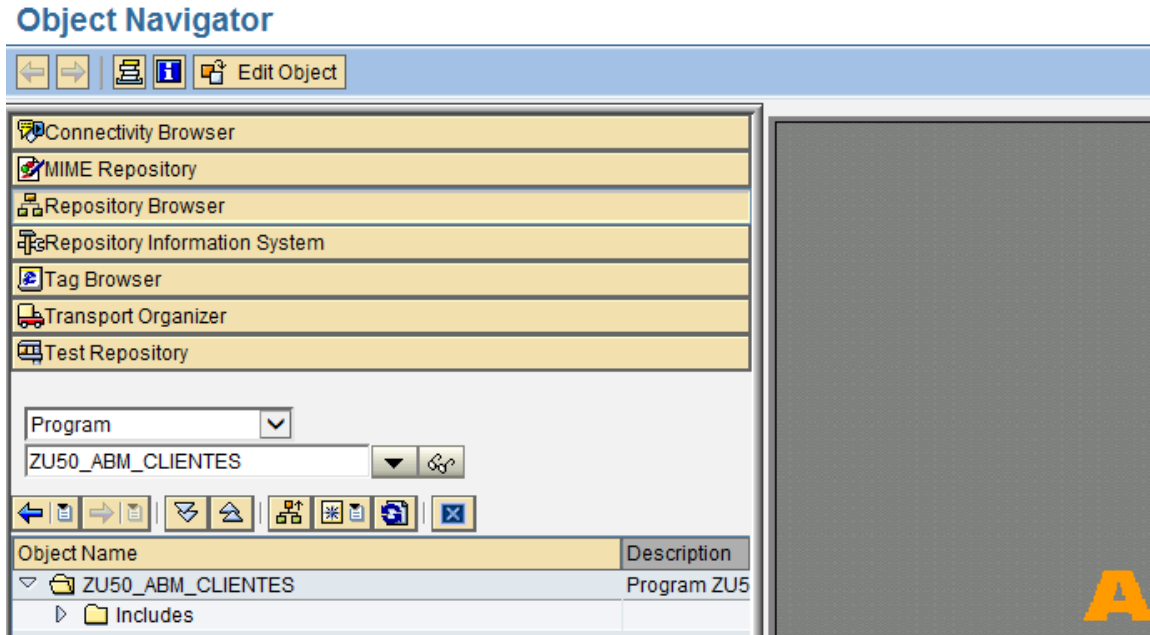 Object Navigator
Edit Object
Connectivity Browser
MIME Repository
Repository Browser
Repository Information System
Tag Browser
Transport Organizer
Test Repository
Program
ZU50_ABM_CLIENTES
Object Name Description
ZU50_ABM_CLIENTES Program ZU5
Includes
A